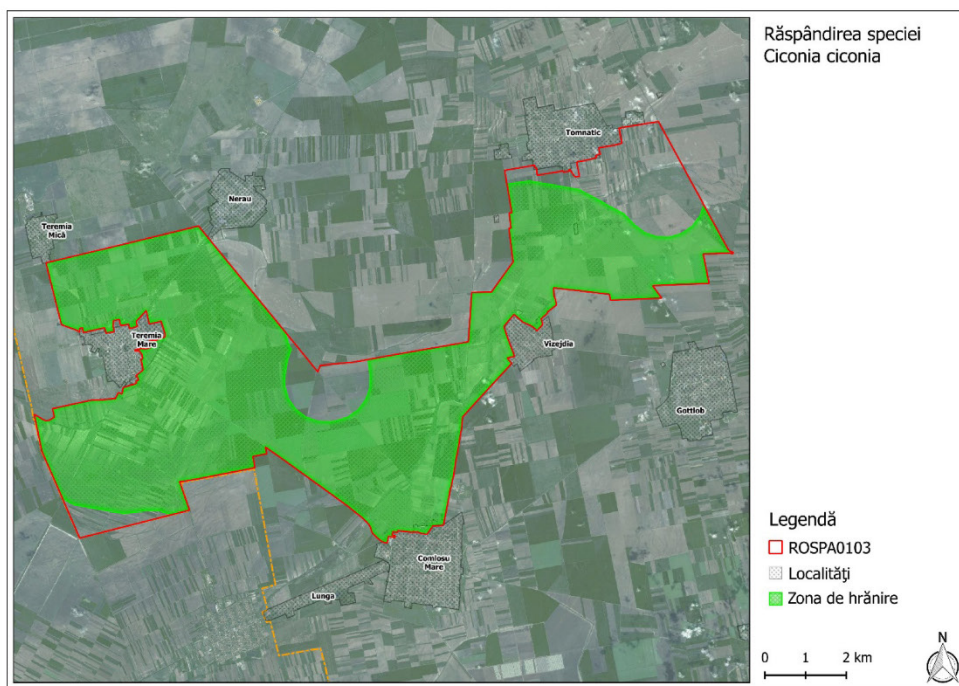 Răspândirea speciei
Ciconia ciconia
Tomnatic
Nerau
Teremia
Mică
Teremia
Mare
Vizejdia
Gottlob
Comlosu
Mare
Lunga
Legendă
ROSPA0103
Localităţi
Zona de hrănire
0 1 2 km
N